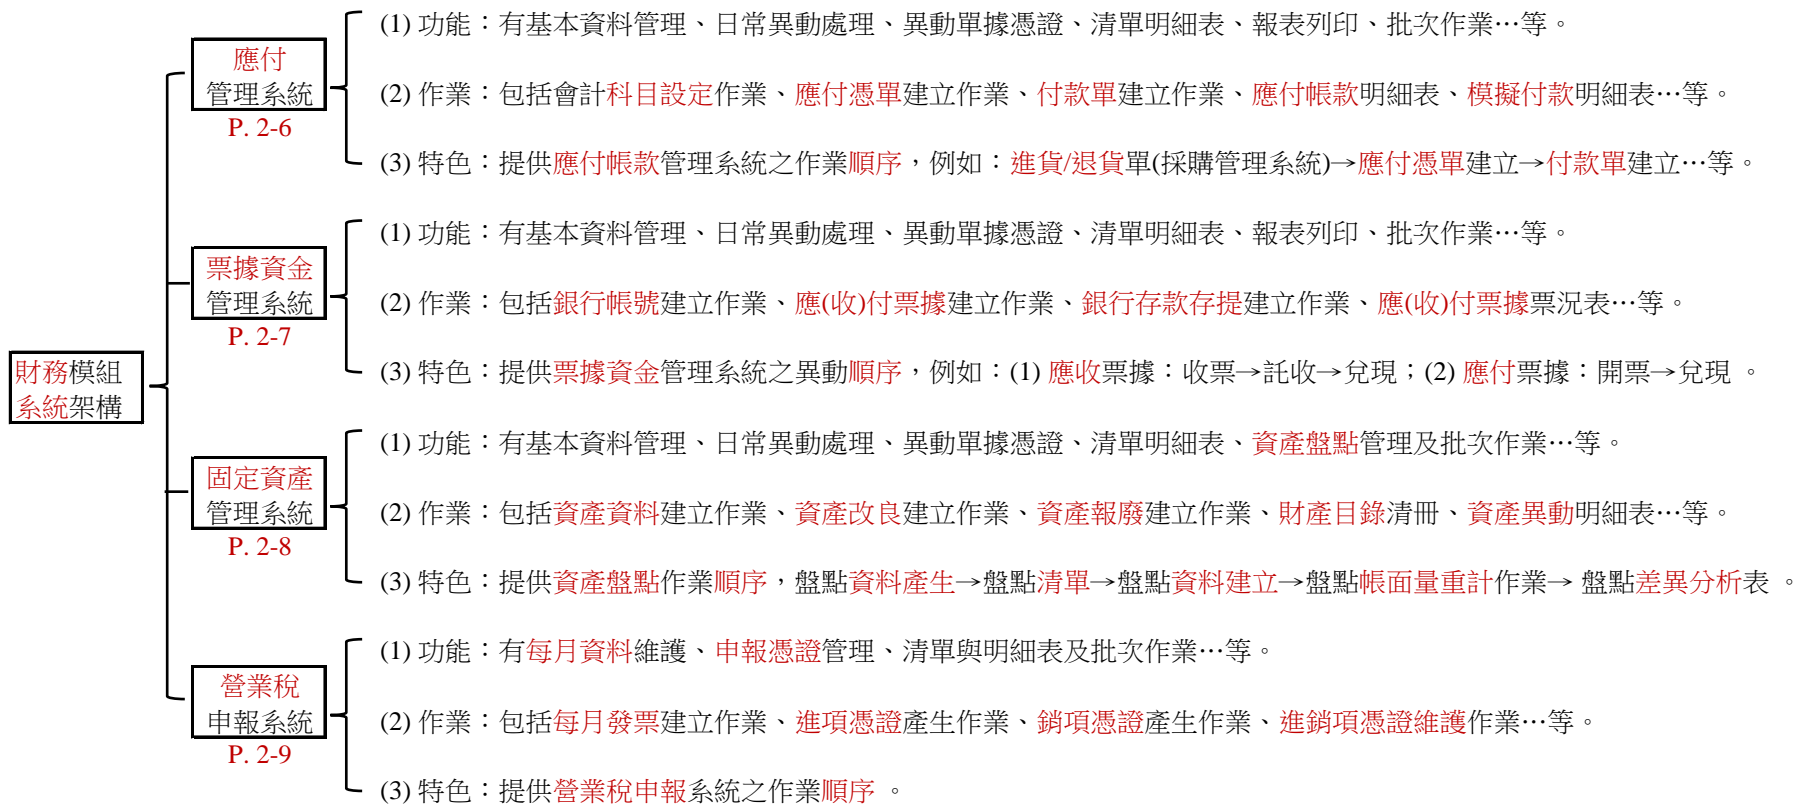 財務模組
系統架構
應付
管理系統
P. 2-6
(1) 功能：有基本資料管理、日常異動處理、異動單據憑證、清單明細表、報表列印、批次作業…等。
(2) 作業：包括會計科目設定作業、應付憑單建立作業、付款單建立作業、應付帳款明細表、模擬付款明細表…等。
(3) 特色：提供應付帳款管理系統之作業順序，例如：進貨/退貨單(採購管理系統)→應付憑單建立→付款單建立…等。
票據資金
管理系統
P. 2-7
(1) 功能：有基本資料管理、日常異動處理、異動單據憑證、清單明細表、報表列印、批次作業…等。
(2) 作業：包括銀行帳號建立作業、應(收)付票據建立作業、銀行存款存提建立作業、應(收)付票據票況表…等。
(3) 特色：提供票據資金管理系統之異動順序，例如：(1) 應收票據：收票→託收→兌現；(2) 應付票據：開票→兌現 。
固定資產
管理系統
P. 2-8
(1) 功能：有基本資料管理、日常異動處理、異動單據憑證、清單明細表、資產盤點管理及批次作業…等。
(2) 作業：包括資產資料建立作業、資產改良建立作業、資產報廢建立作業、財產目錄清冊、資產異動明細表…等。
(3) 特色：提供資產盤點作業順序，盤點資料產生→盤點清單→盤點資料建立→盤點帳面量重計作業→ 盤點差異分析表 。
營業稅
申報系統
P. 2-9
(1) 功能：有每月資料維護、申報憑證管理、清單與明細表及批次作業…等。
(2) 作業：包括每月發票建立作業、進項憑證產生作業、銷項憑證產生作業、進銷項憑證維護作業…等。
(3) 特色：提供營業稅申報系統之作業順序 。